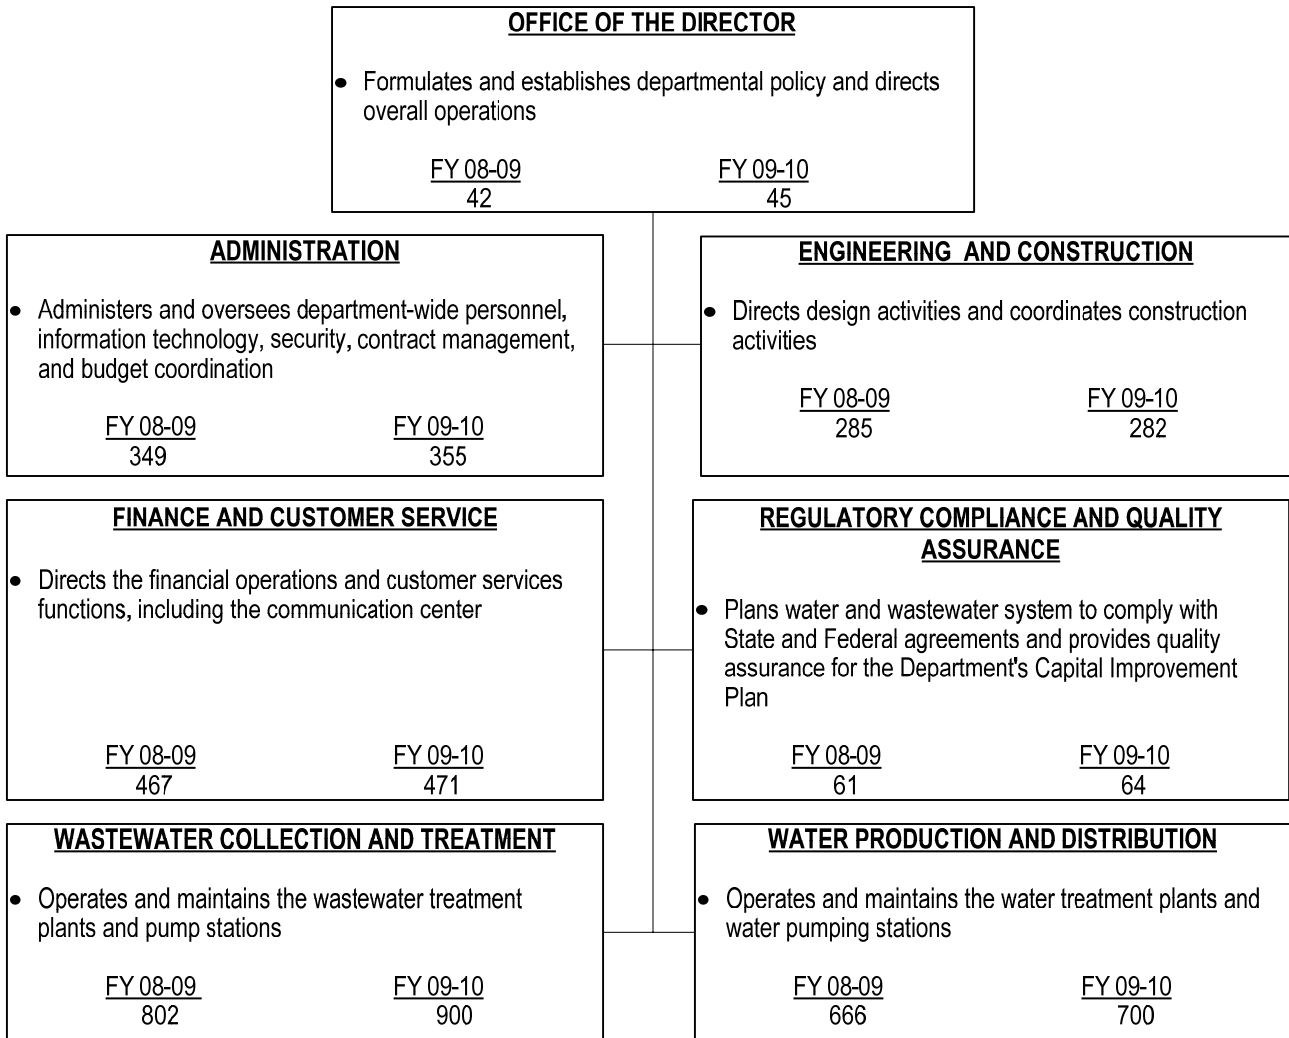 OFFICE OF THE DIRECTOR
• Formulates and establishes departmental policy and directs
overall operations
FY 08-09 FY 09-10
42 45
ADMINISTRATION
• Administers and oversees department-wide personnel,
information technology, security, contract management,
and budget coordination
FY 08-09 FY 09-10
349 355
ENGINEERING AND CONSTRUCTION
• Directs design activities and coordinates construction
activities
FY 08-09 FY 09-10
285 282
FINANCE AND CUSTOMER SERVICE
• Directs the financial operations and customer services
functions, including the communication center
FY 08-09 FY 09-10
467 471
REGULATORY COMPLIANCE AND QUALITY
ASSURANCE
• Plans water and wastewater system to comply with
State and Federal agreements and provides quality
assurance for the Department's Capital Improvement
Plan
FY 08-09 FY 09-10
61 64
WASTEWATER COLLECTION AND TREATMENT
• Operates and maintains the wastewater treatment
plants and pump stations
FY 08-09 FY 09-10
802 900
WATER PRODUCTION AND DISTRIBUTION
• Operates and maintains the water treatment plants and
water pumping stations
FY 08-09 FY 09-10
666 700